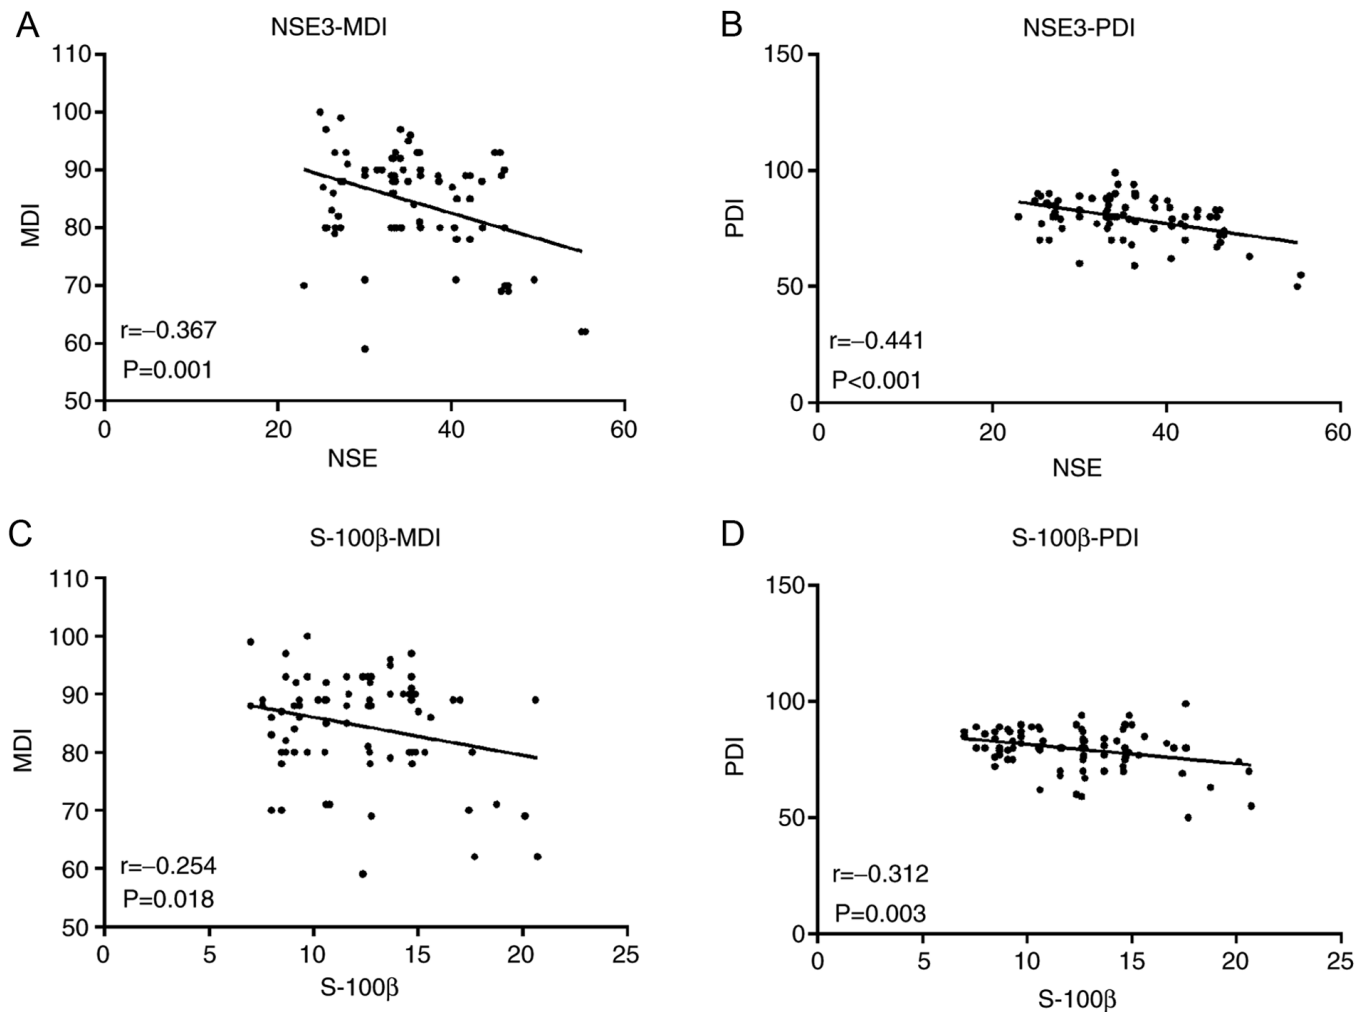 A
NSE3-MDI
110
100
90
80
70
60
50
MDI
r=−0.367
P=0.001
0
20
40
60
NSE
B
NSE3-PDI
150
100
50
0
PDI
r=−0.441
P<0.001
0
20
40
60
NSE
C
S-100β-MDI
110
100
90
80
70
60
50
MDI
r=−0.254
P=0.018
0
5
10
15
20
25
S-100β
D
S-100β-PDI
150
100
50
0
PDI
r=−0.312
P=0.003
0
5
10
15
20
25
S-100β